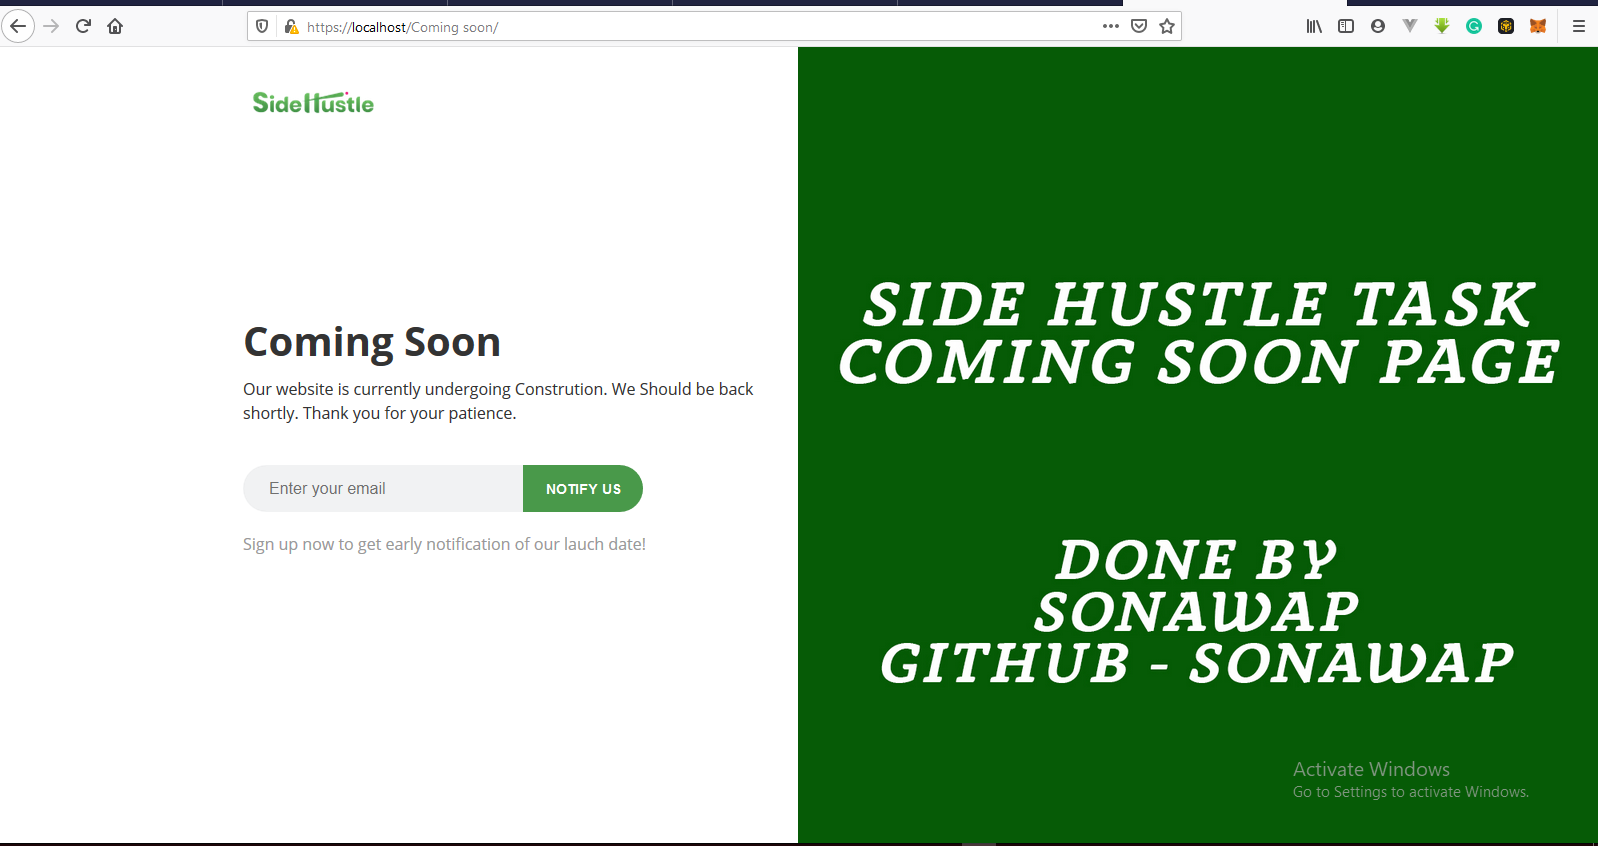 https://localhost/Coming soon/
SideHustle
Coming Soon
Our website is currently undergoing Constrution. We Should be back
shortly. Thank you for your patience.
Enter your email
NOTIFY US
Sign up now to get early notification of our lauch date!
SIDE HUSTLE TASK
COMING SOON PAGE
DONE BY
SONAWAP
GITHUB - SONAWAP
Activate Windows
Go to Settings to activate Windows.